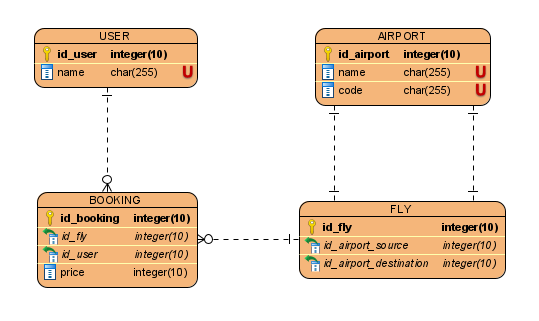 USER
id_user integer(10)
name char(255) U
AIRPORT
id_airport integer(10)
name char(255) U
code char(255) U
BOOKING
id_booking integer(10)
id_fly integer(10)
id_user integer(10)
price integer(10)
FLY
id_fly integer(10)
id_airport_source integer(10)
id_airport_destination integer(10)